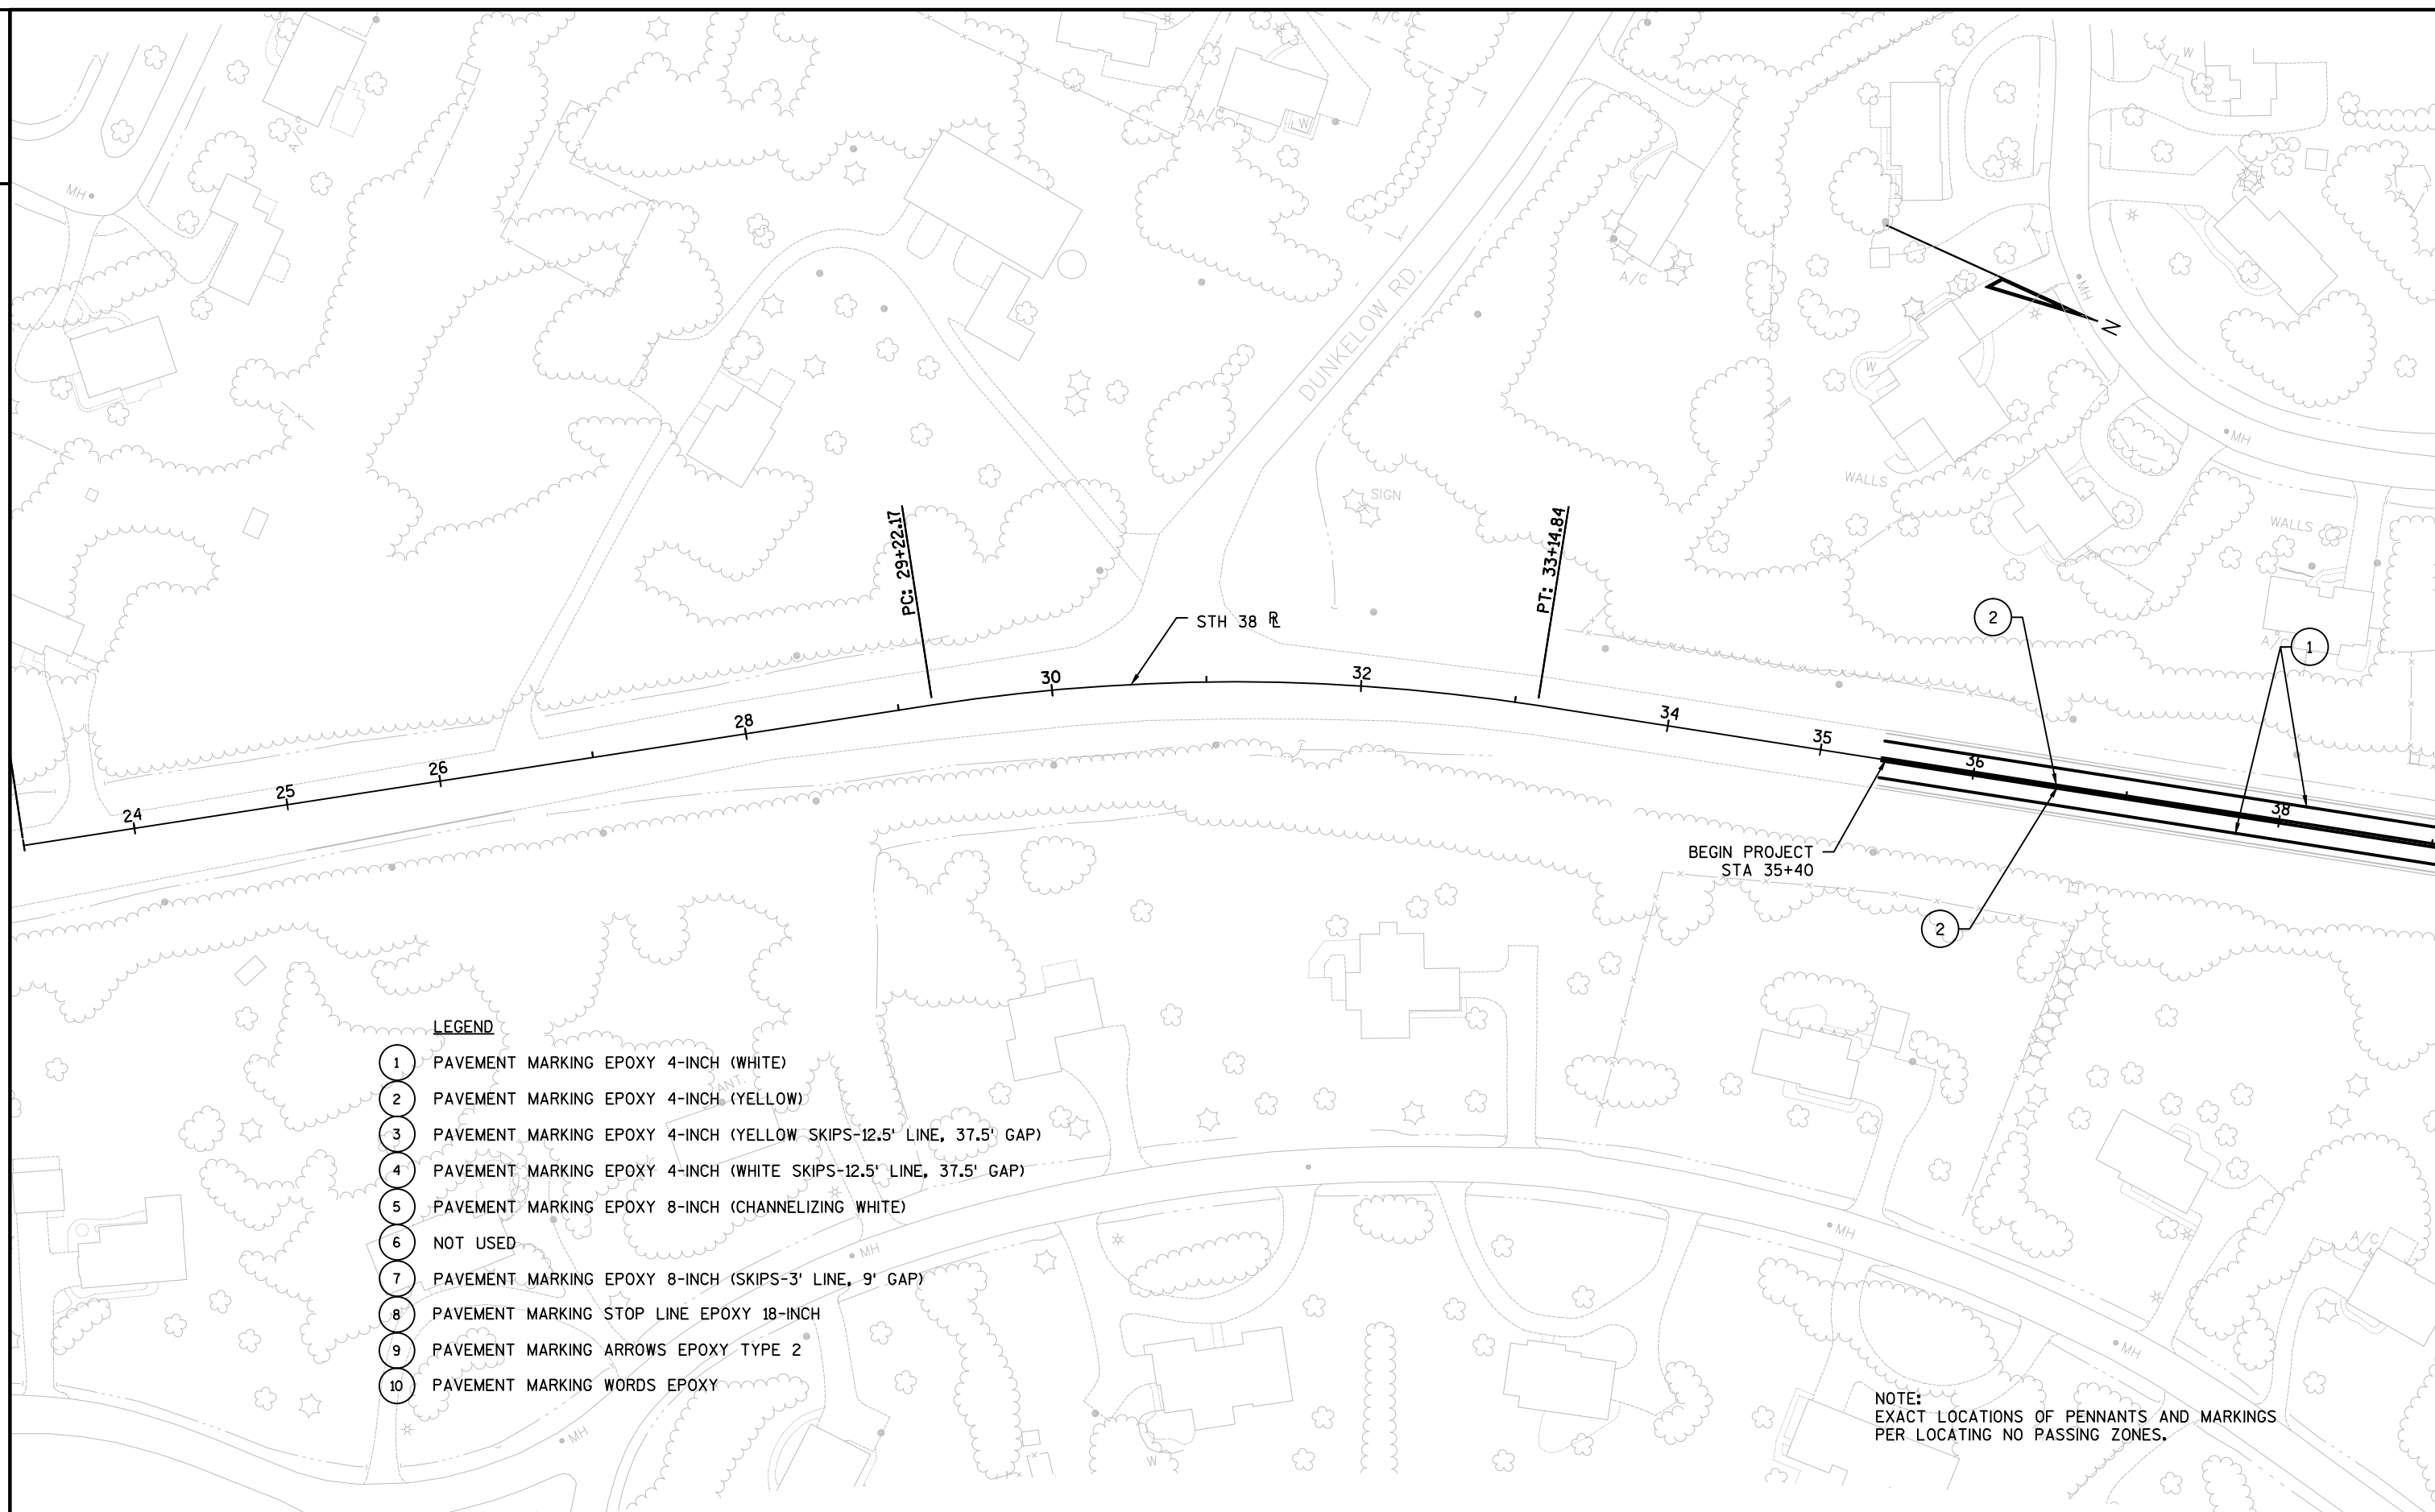 A/C
W
A/C
A/C
W
MH
DUNKELOW RD.
A/C
MH
N
W
MH
SIGN
WALLS
A/C
WALLS
PC: 29+22.17
PT: 33+14.84
STH 38 R/L
2
1
A/C
24
25
26
28
30
32
34
35
36
38
BEGIN PROJECT
STA 35+40
2
LEGEND
1 PAVEMENT MARKING EPOXY 4-INCH (WHITE)
ANT.
2 PAVEMENT MARKING EPOXY 4-INCH (YELLOW)
3 PAVEMENT MARKING EPOXY 4-INCH (YELLOW SKIPS-12.5' LINE, 37.5' GAP)
4 PAVEMENT MARKING EPOXY 4-INCH (WHITE SKIPS-12.5' LINE, 37.5' GAP)
5 PAVEMENT MARKING EPOXY 8-INCH (CHANNELIZING WHITE)
6 NOT USED
7 PAVEMENT MARKING EPOXY 8-INCH (SKIPS-3' LINE, 9' GAP)
8 PAVEMENT MARKING STOP LINE EPOXY 18-INCH
9 PAVEMENT MARKING ARROWS EPOXY TYPE 2
10 PAVEMENT MARKING WORDS EPOXY
MH
MH
A/C
MH
MH
W
NOTE:
EXACT LOCATIONS OF PENNANTS AND MARKINGS
PER LOCATING NO PASSING ZONES.